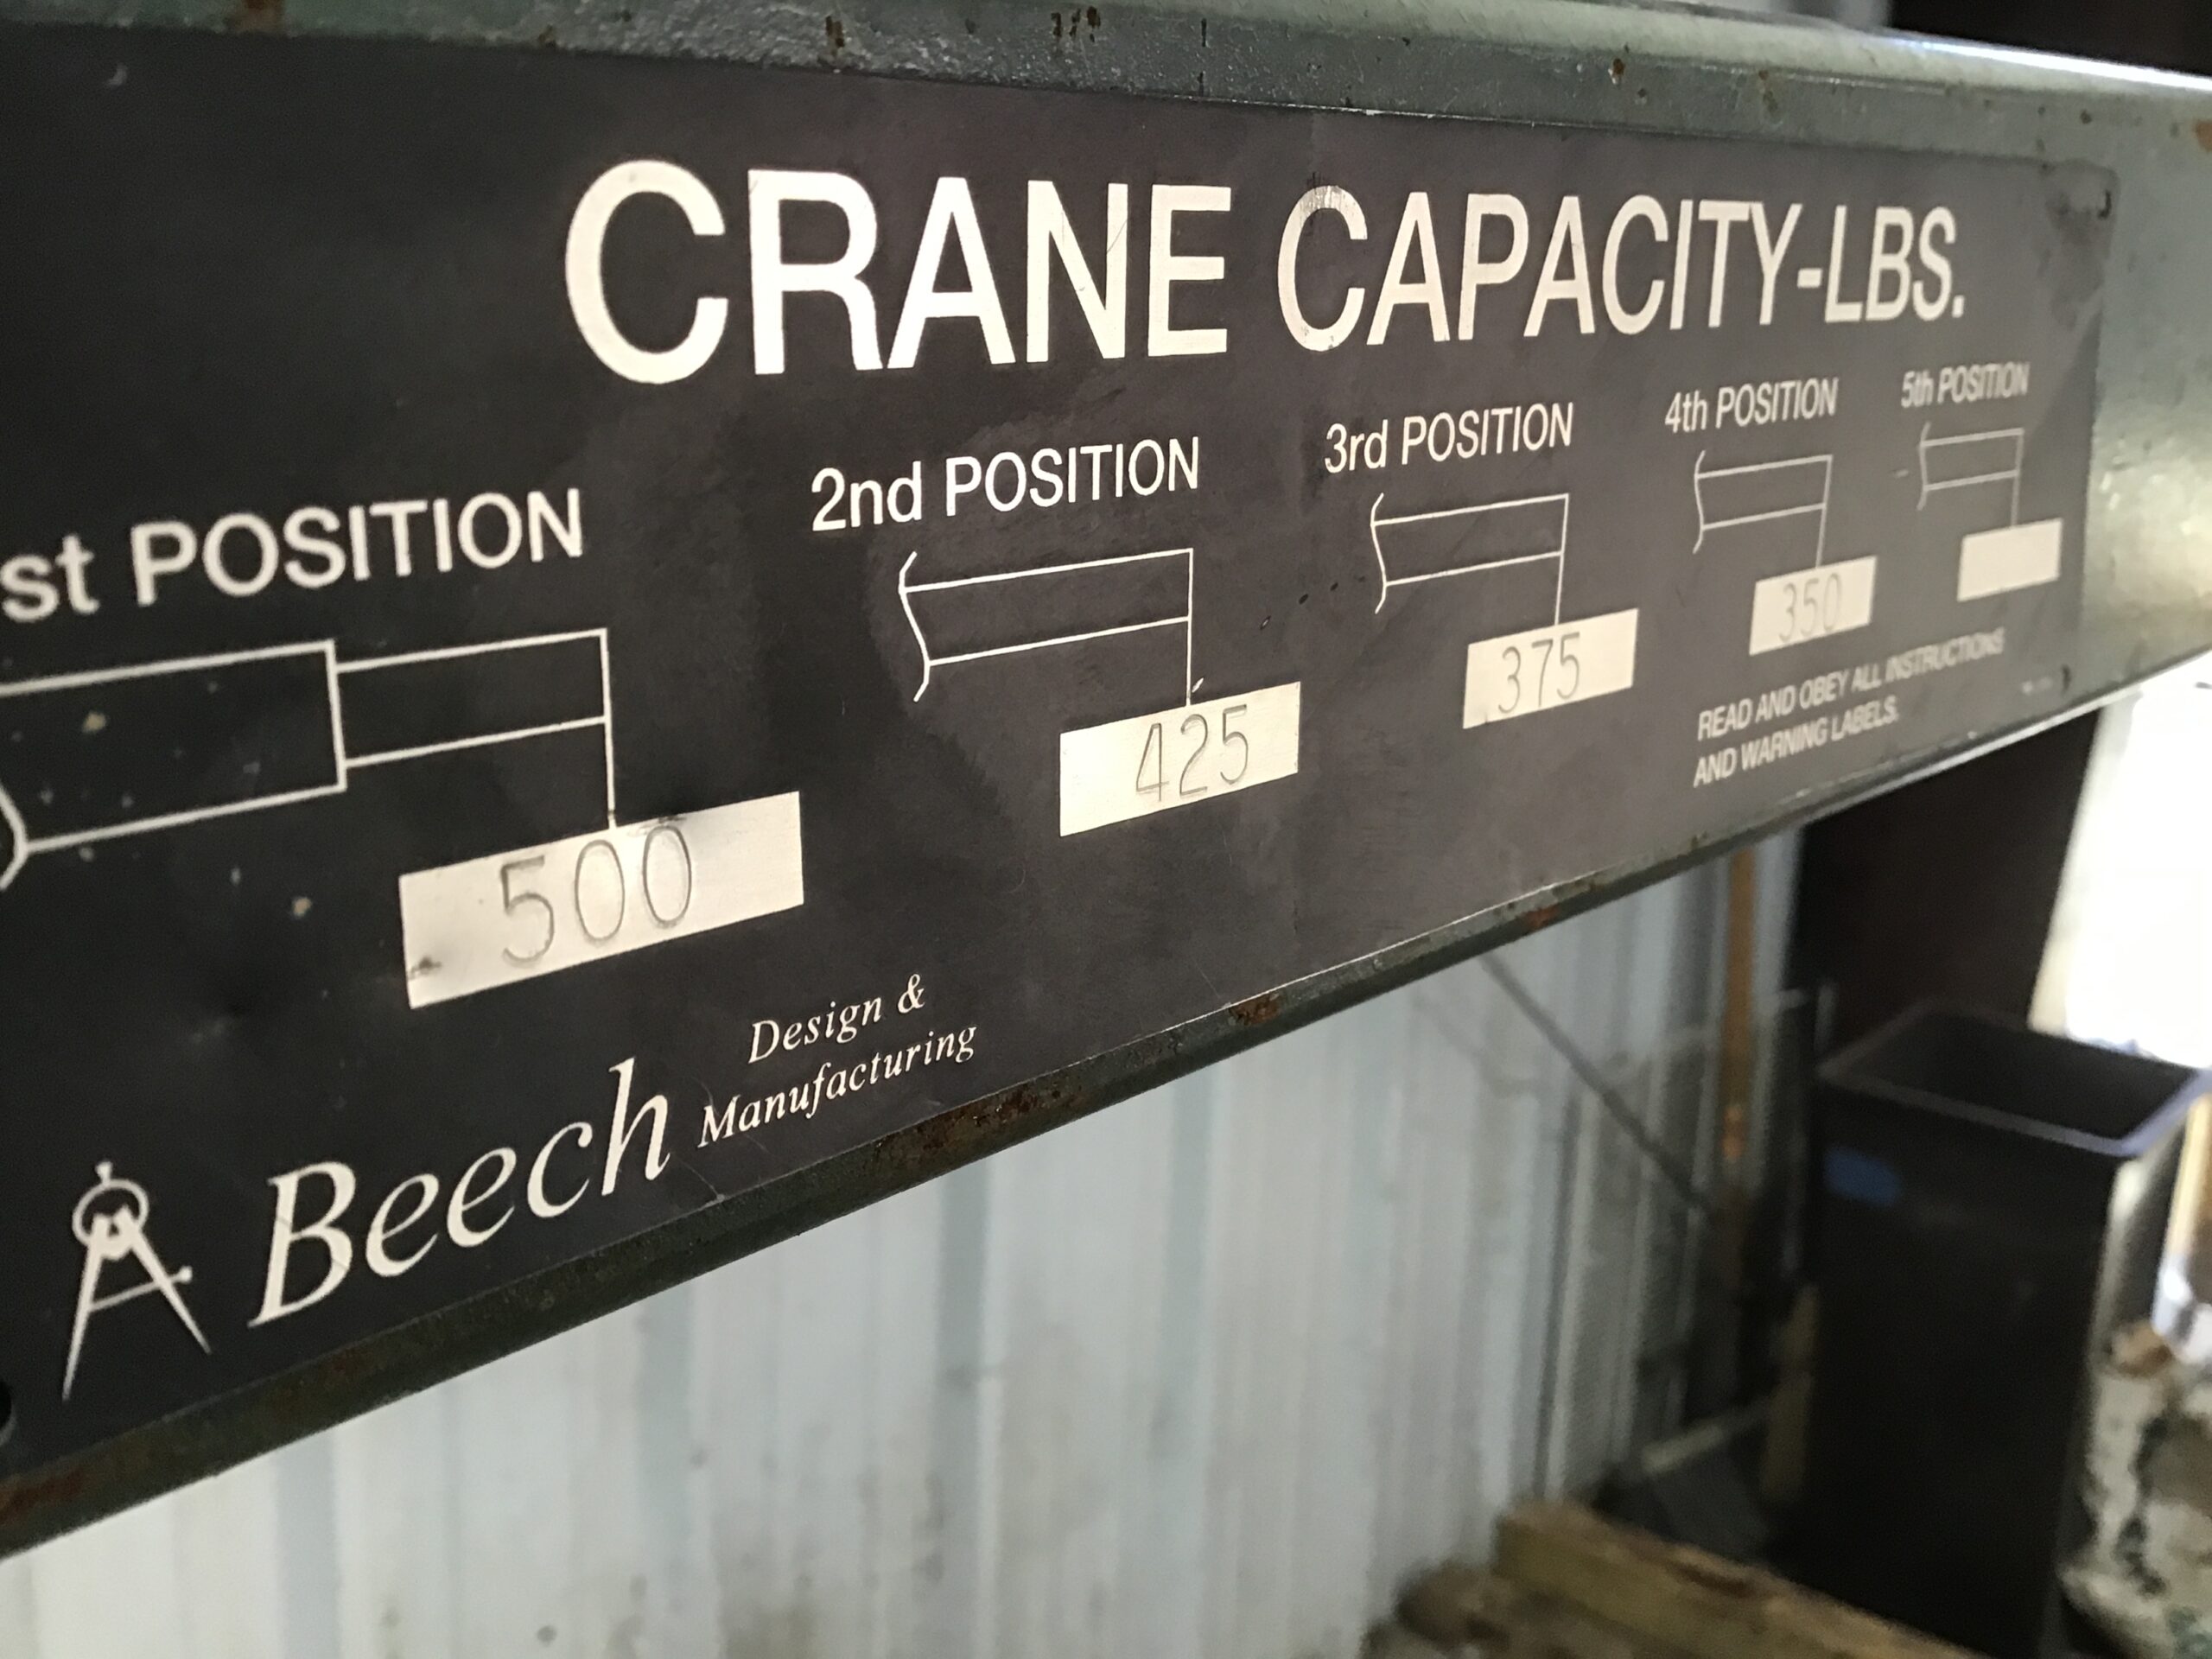 CRANE CAPACITY-LBS.
st POSITION
2nd POSITION
3rd POSITION
4th POSITION
5th POSITION
500
425
375
350
READ AND OBEY ALL INSTRUCTIONS
AND WARNING LABELS.
Beech
Design &
Manufacturing